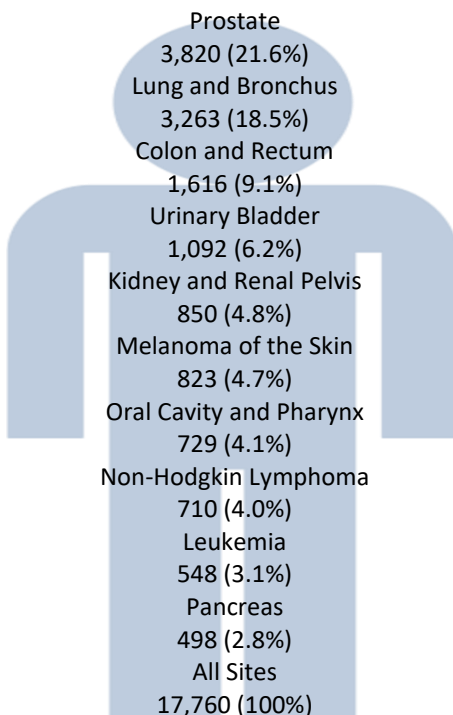 Prostate
3,820 (21.6%)
Lung and Bronchus
3,263 (18.5%)
Colon and Rectum
1,616 (9.1%)
Urinary Bladder
1,092 (6.2%)
Kidney and Renal Pelvis
850 (4.8%)
Melanoma of the Skin
823 (4.7%)
Oral Cavity and Pharynx
729 (4.1%)
Non-Hodgkin Lymphoma
710 (4.0%)
Leukemia
548 (3.1%)
Pancreas
498 (2.8%)
All Sites
17,760 (100%)